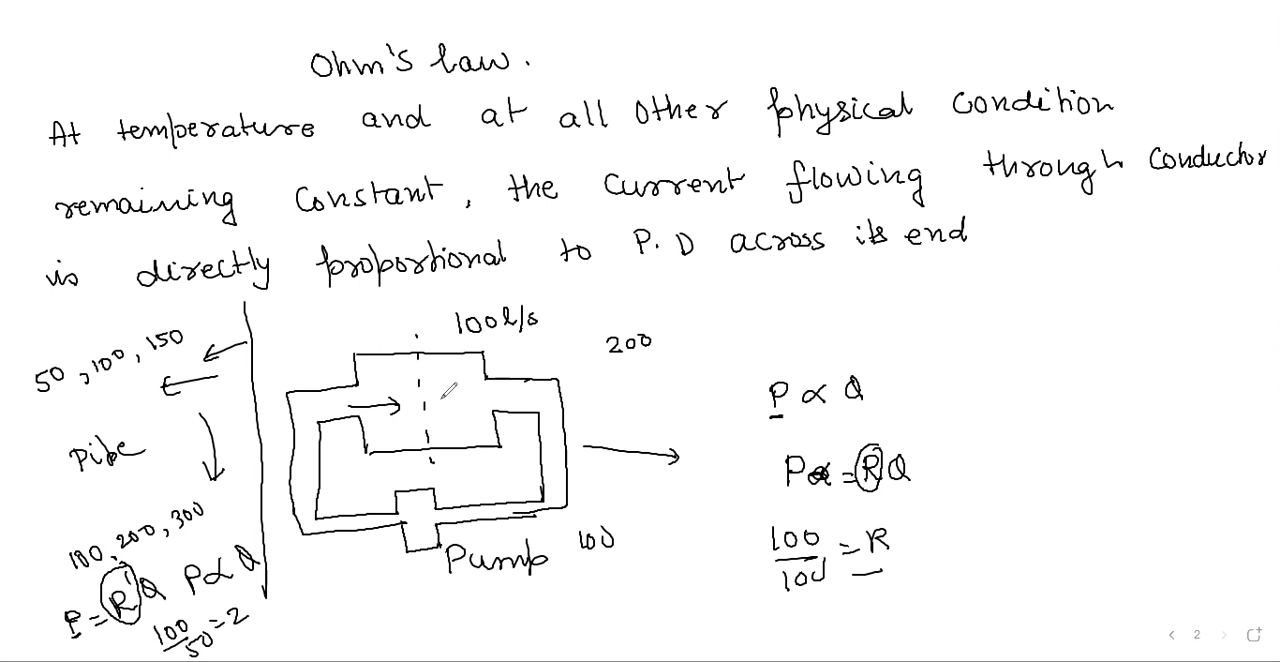 Ohm's law.
At temperature and at all other physical condition
remaining constant, the current flowing through conductor
is directly proportional to P.D across its end
50, 100, 150
Pipe
100, 200, 300
P = RQ P ∝ Q
100/50 = 2
100 l/s
200
Pump 100
P ∝ Q
P = RQ
100/100 = R
2